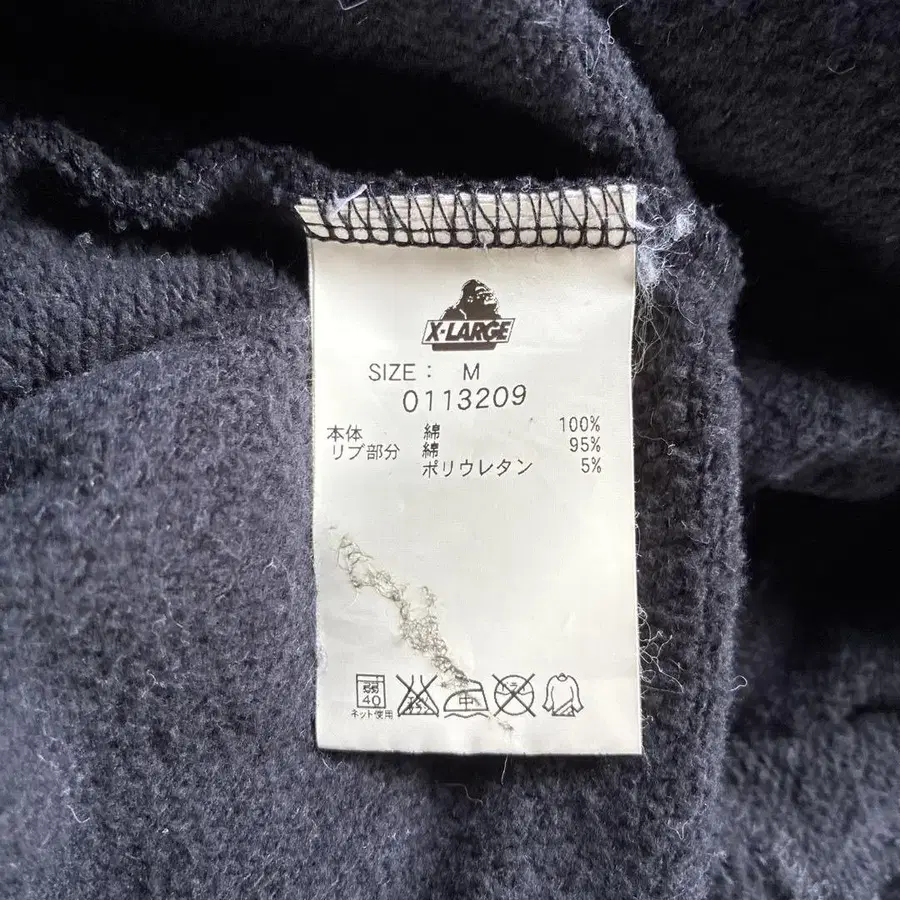 X-LARGE
SIZE : M
0113209
本体 綿 100%
リブ部分 綿 95%
ポリウレタン 5%
40 中
ネット使用